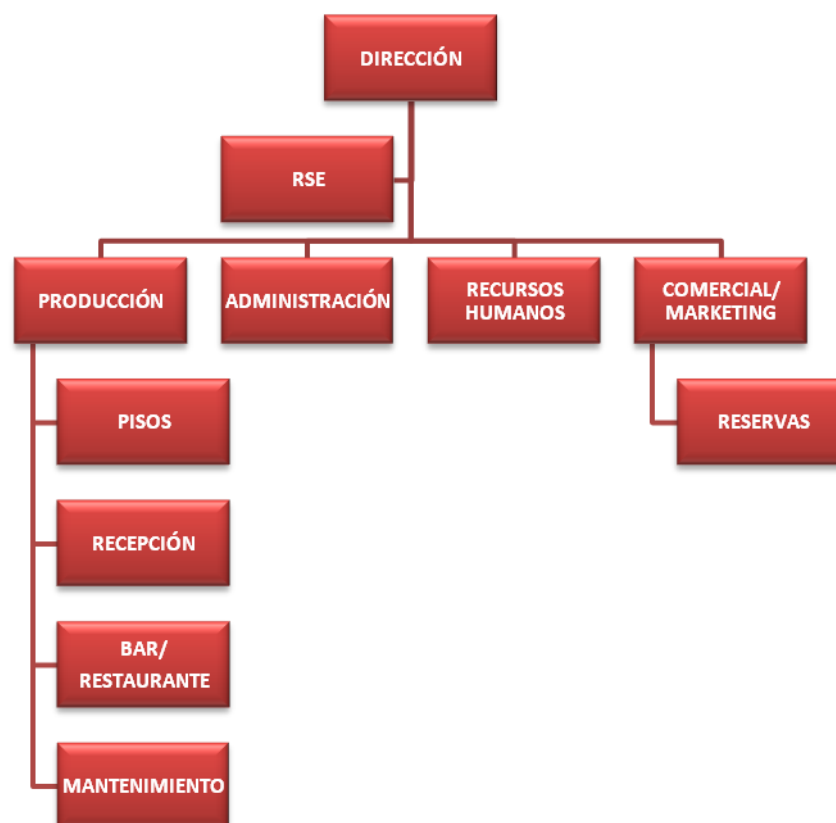 DIRECCIÓN
RSE
PRODUCCIÓN
ADMINISTRACIÓN
RECURSOS
HUMANOS
COMERCIAL/
MARKETING
PISOS
RESERVAS
RECEPCIÓN
BAR/
RESTAURANTE
MANTENIMIENTO